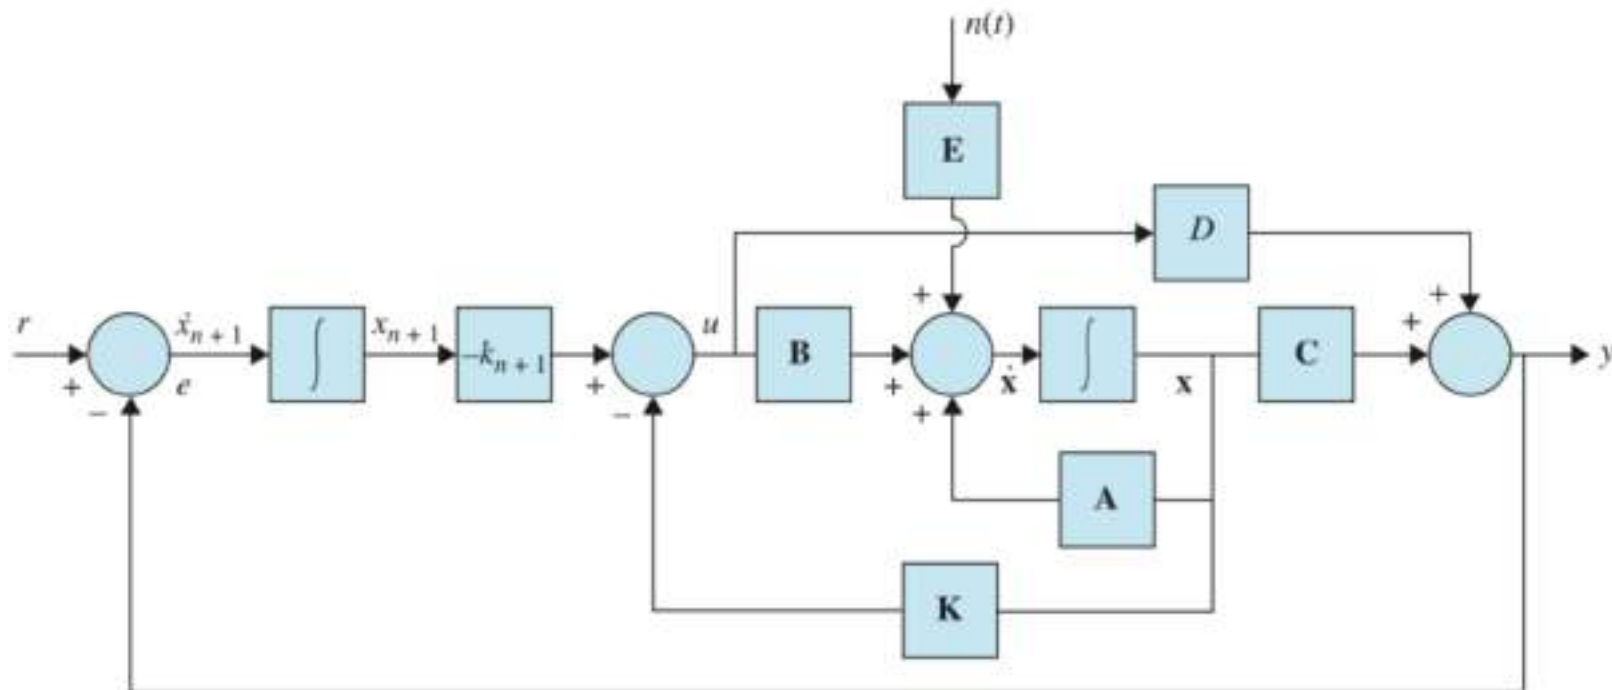 n(t)
E
D
+
+
+
r
ẋn + 1
∫
xn + 1
−kn + 1
u
B
∫
C
y
+
e
+
+
ẋ
x
−
−
+
A
K